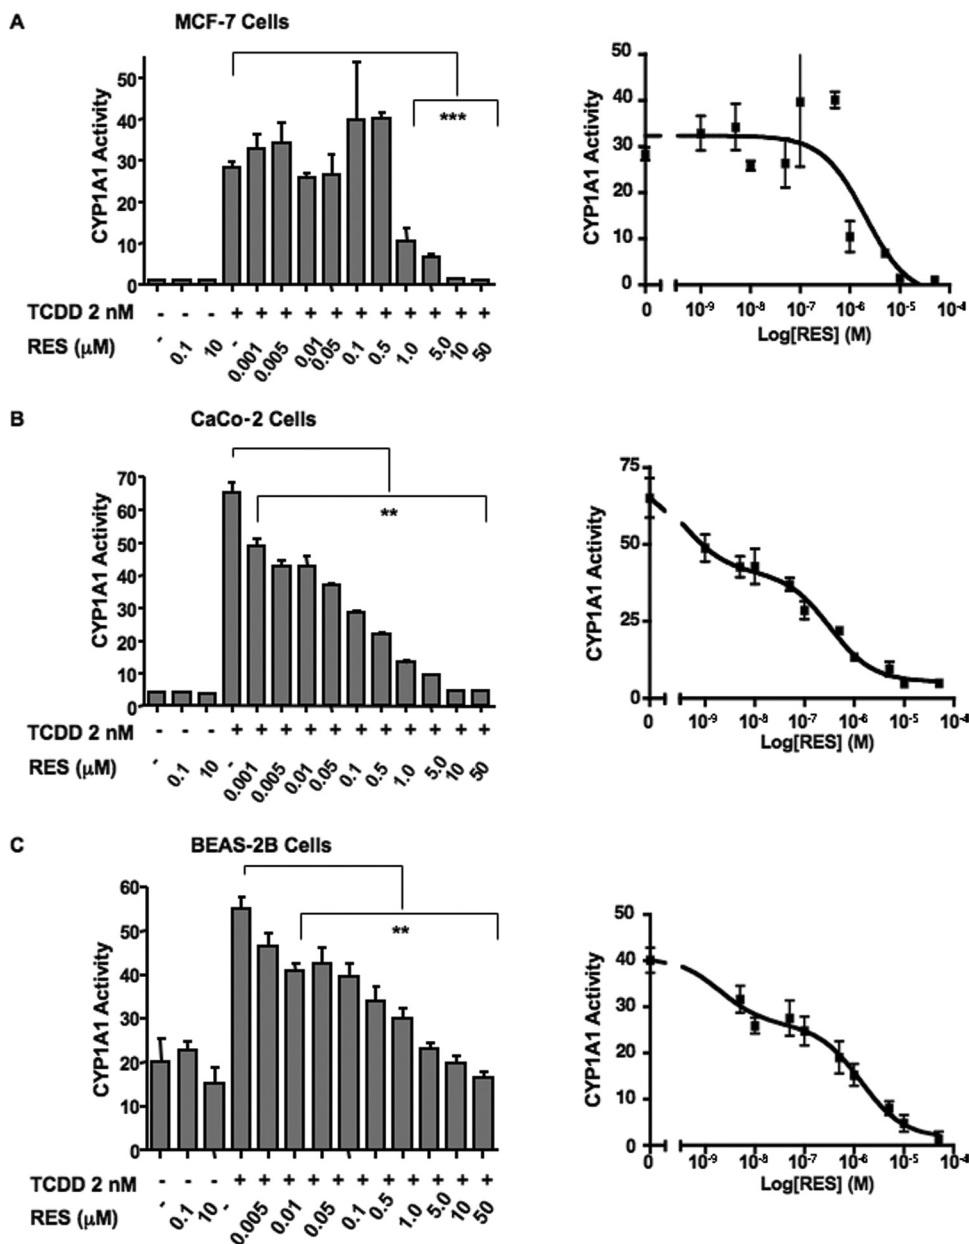 A
MCF-7 Cells
***
CYP1A1 Activity
50
40
30
20
10
0
TCDD 2 nM - - - + + + + + + + + + + +
RES (μM) - 0.1 10 - 0.001 0.005 0.01 0.05 0.1 0.5 1.0 5.0 10 50
CYP1A1 Activity
50
40
30
20
10
0
0 10⁻⁹ 10⁻⁸ 10⁻⁷ 10⁻⁶ 10⁻⁵ 10⁻⁴
Log[RES] (M)
B
CaCo-2 Cells
**
CYP1A1 Activity
70
60
50
40
30
20
10
0
TCDD 2 nM - - - + + + + + + + + + + +
RES (μM) - 0.1 10 - 0.001 0.005 0.01 0.05 0.1 0.5 1.0 5.0 10 50
CYP1A1 Activity
75
50
25
0
0 10⁻⁹ 10⁻⁸ 10⁻⁷ 10⁻⁶ 10⁻⁵ 10⁻⁴
Log[RES] (M)
C
BEAS-2B Cells
**
CYP1A1 Activity
60
50
40
30
20
10
0
TCDD 2 nM - - - + + + + + + + + + +
RES (μM) - 0.1 10 - 0.005 0.01 0.05 0.1 0.5 1.0 5.0 10 50
CYP1A1 Activity
50
40
30
20
10
0
0 10⁻⁹ 10⁻⁸ 10⁻⁷ 10⁻⁶ 10⁻⁵ 10⁻⁴
Log[RES] (M)